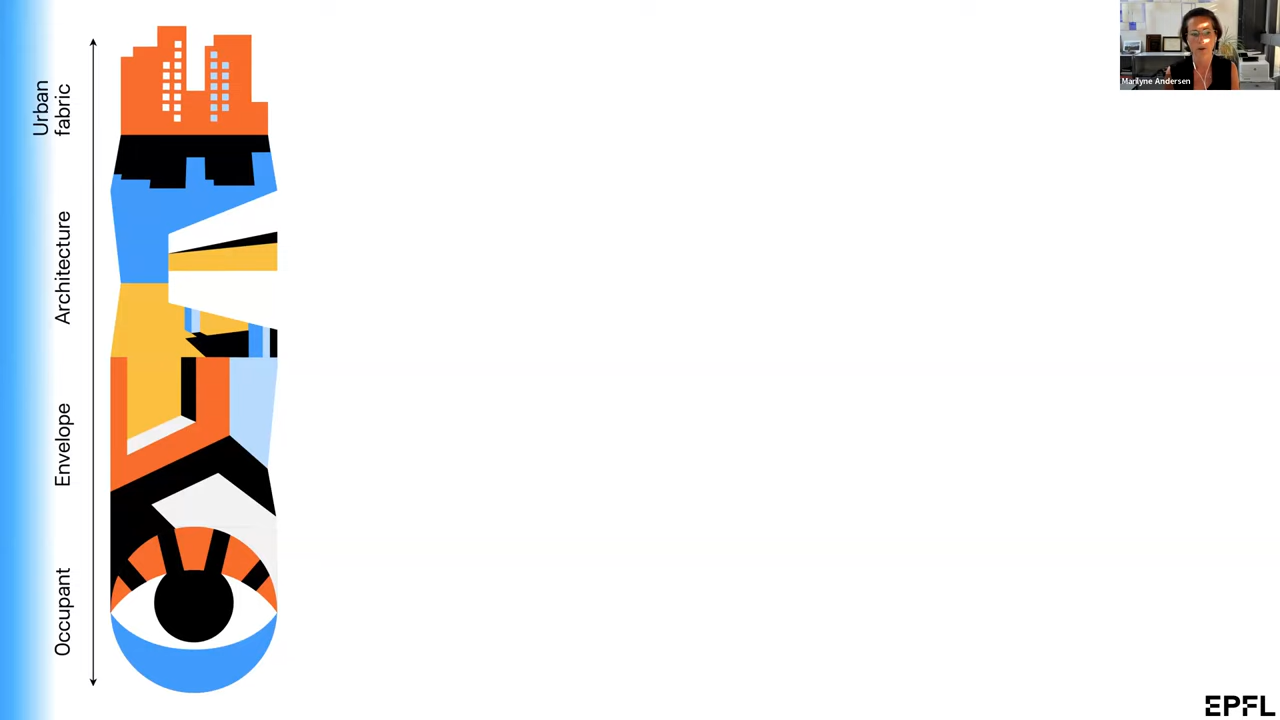 Urban
fabric
Architecture
Envelope
Occupant
Marilyne Andersen
EPFL